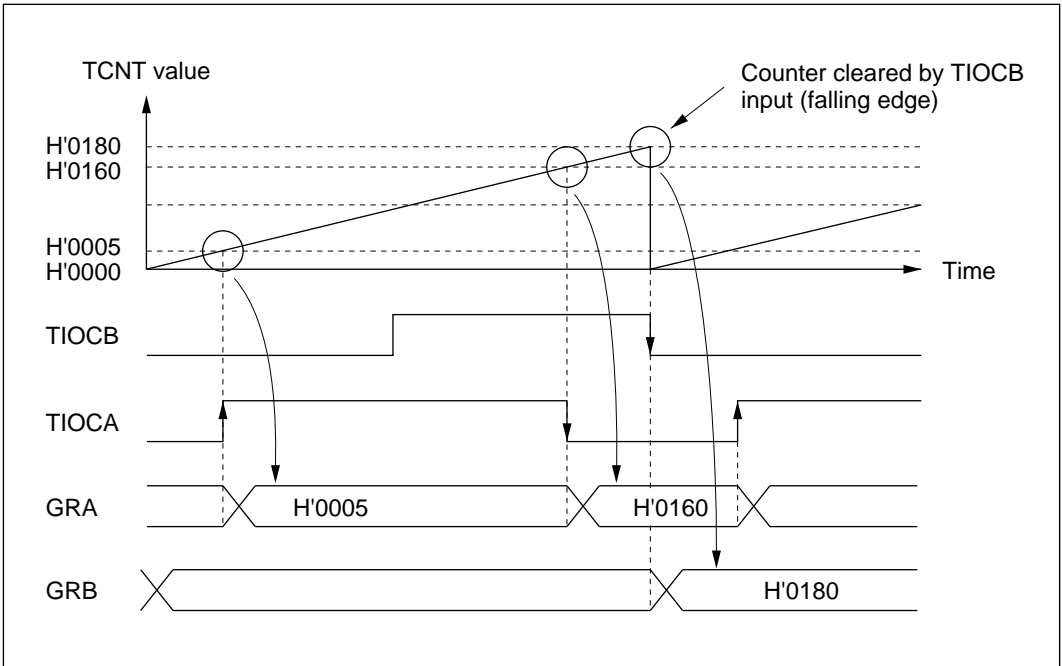 TCNT value
Counter cleared by TIOCB
input (falling edge)
H'0180
H'0160
H'0005
H'0000
Time
TIOCB
TIOCA
GRA
H'0005
H'0160
GRB
H'0180